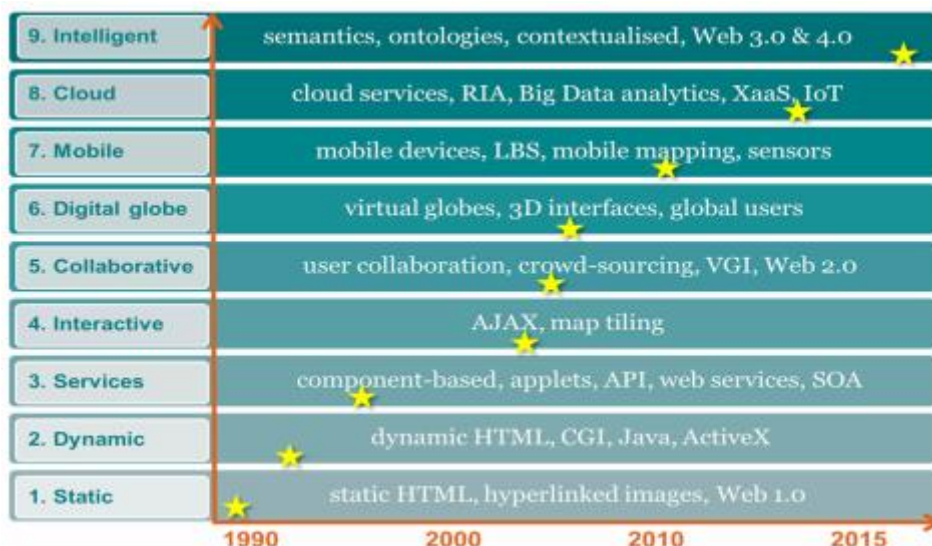 9. Intelligent
semantics, ontologies, contextualised, Web 3.0 & 4.0
8. Cloud
cloud services, RIA, Big Data analytics, XaaS, IoT
7. Mobile
mobile devices, LBS, mobile mapping, sensors
6. Digital globe
virtual globes, 3D interfaces, global users
5. Collaborative
user collaboration, crowd-sourcing, VGI, Web 2.0
4. Interactive
AJAX, map tiling
3. Services
component-based, applets, API, web services, SOA
2. Dynamic
dynamic HTML, CGI, Java, ActiveX
1. Static
static HTML, hyperlinked images, Web 1.0
1990 2000 2010 2015